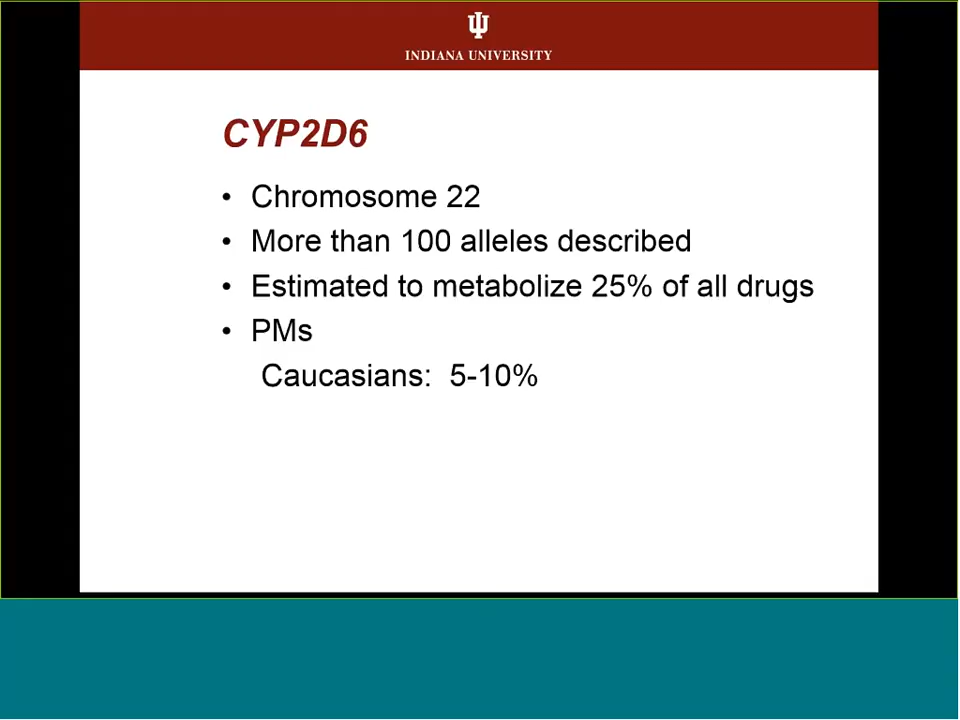 INDIANA UNIVERSITY
CYP2D6
• Chromosome 22
• More than 100 alleles described
• Estimated to metabolize 25% of all drugs
• PMs
Caucasians: 5-10%